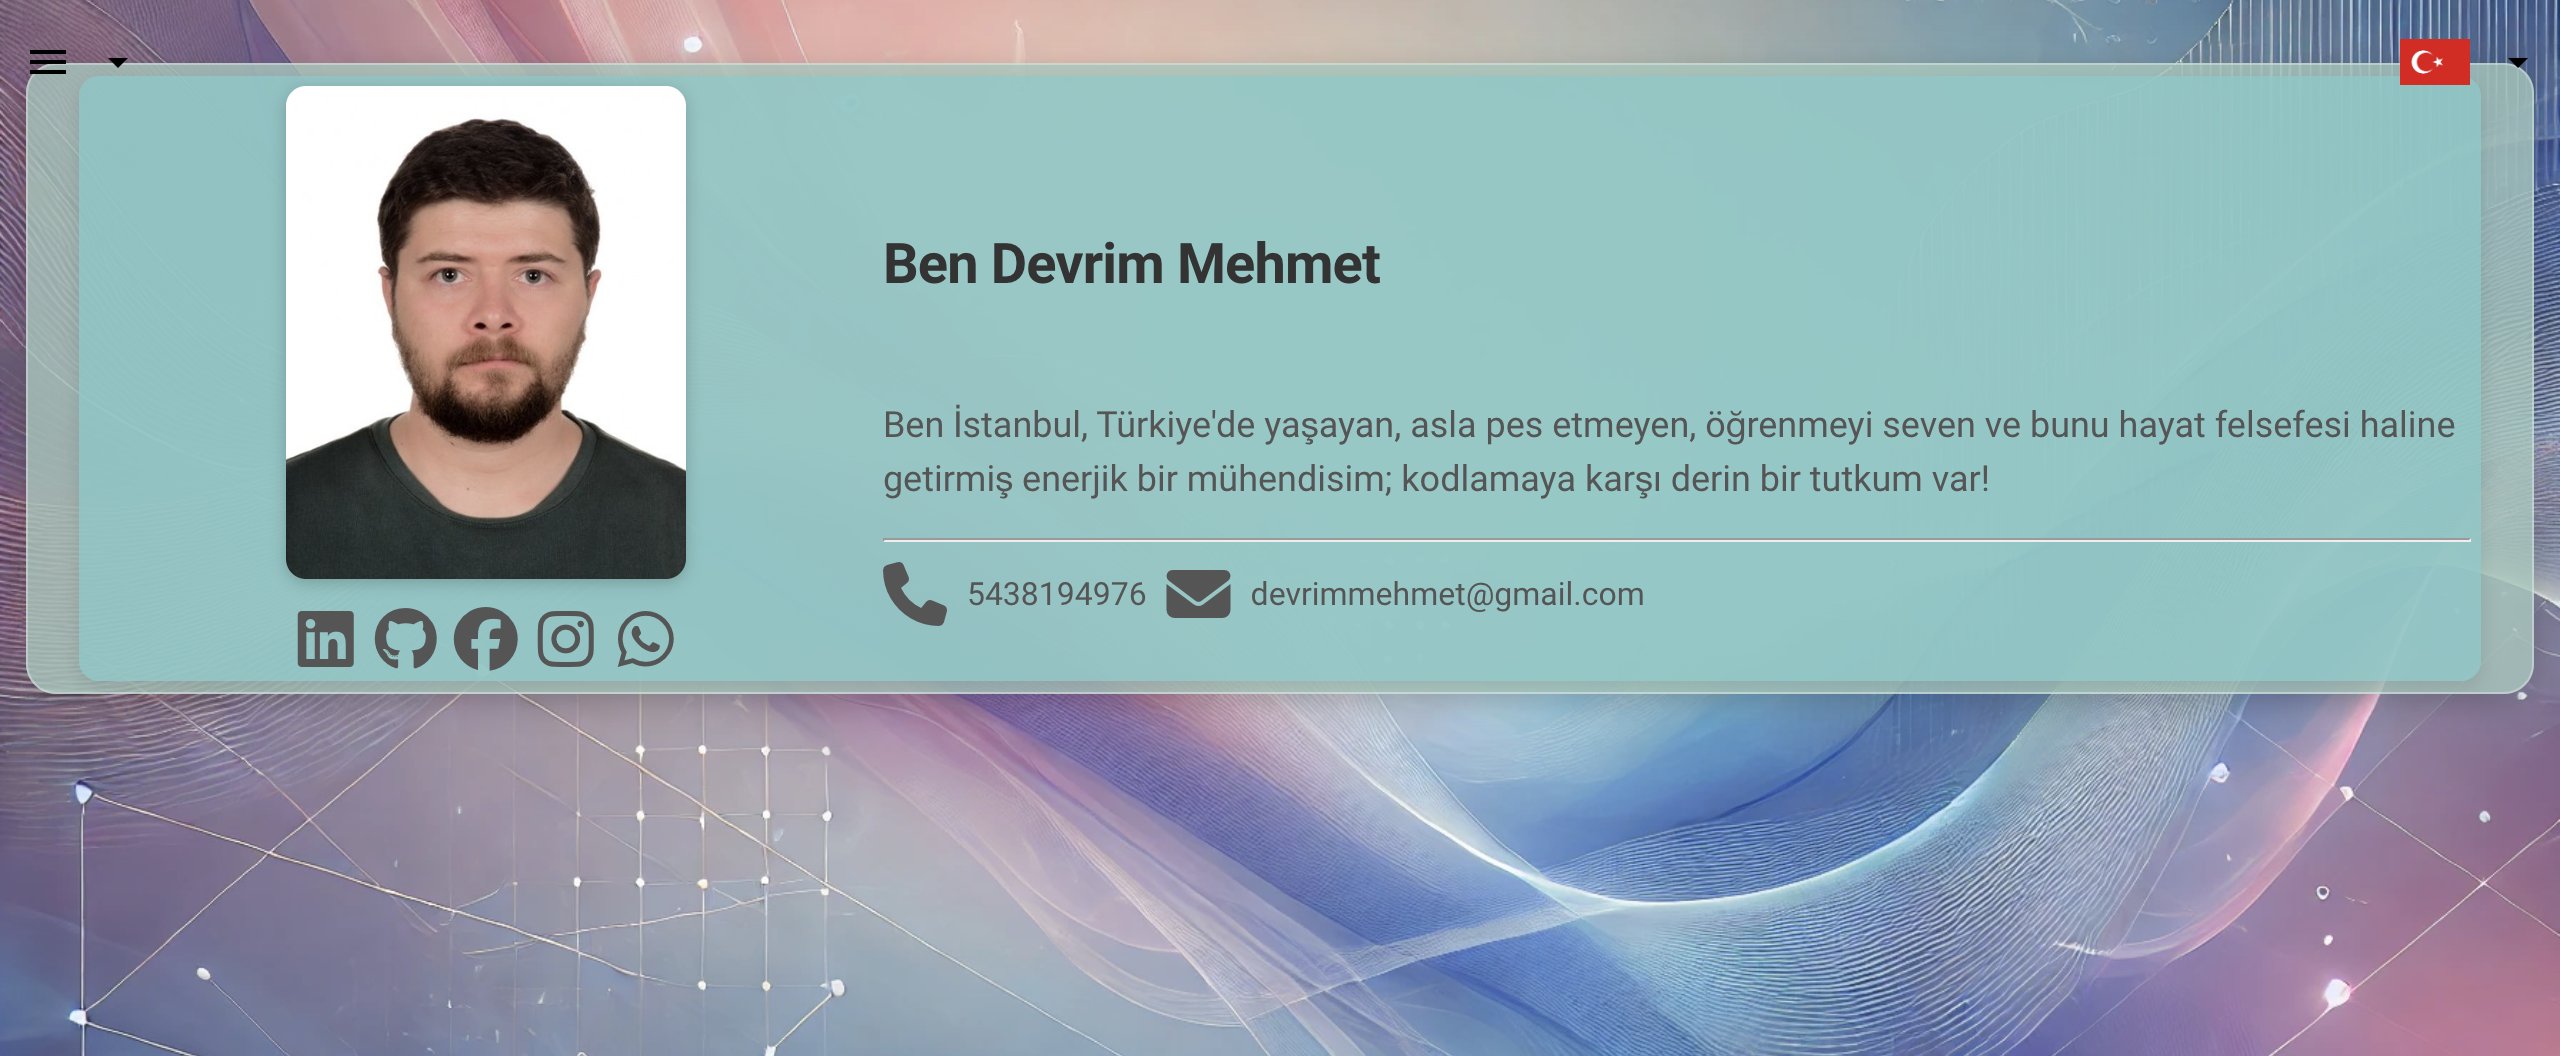 Ben Devrim Mehmet
Ben İstanbul, Türkiye'de yaşayan, asla pes etmeyen, öğrenmeyi seven ve bunu hayat felsefesi haline
getirmiş enerjik bir mühendisim; kodlamaya karşı derin bir tutkum var!
5438194976 devrimmehmet@gmail.com